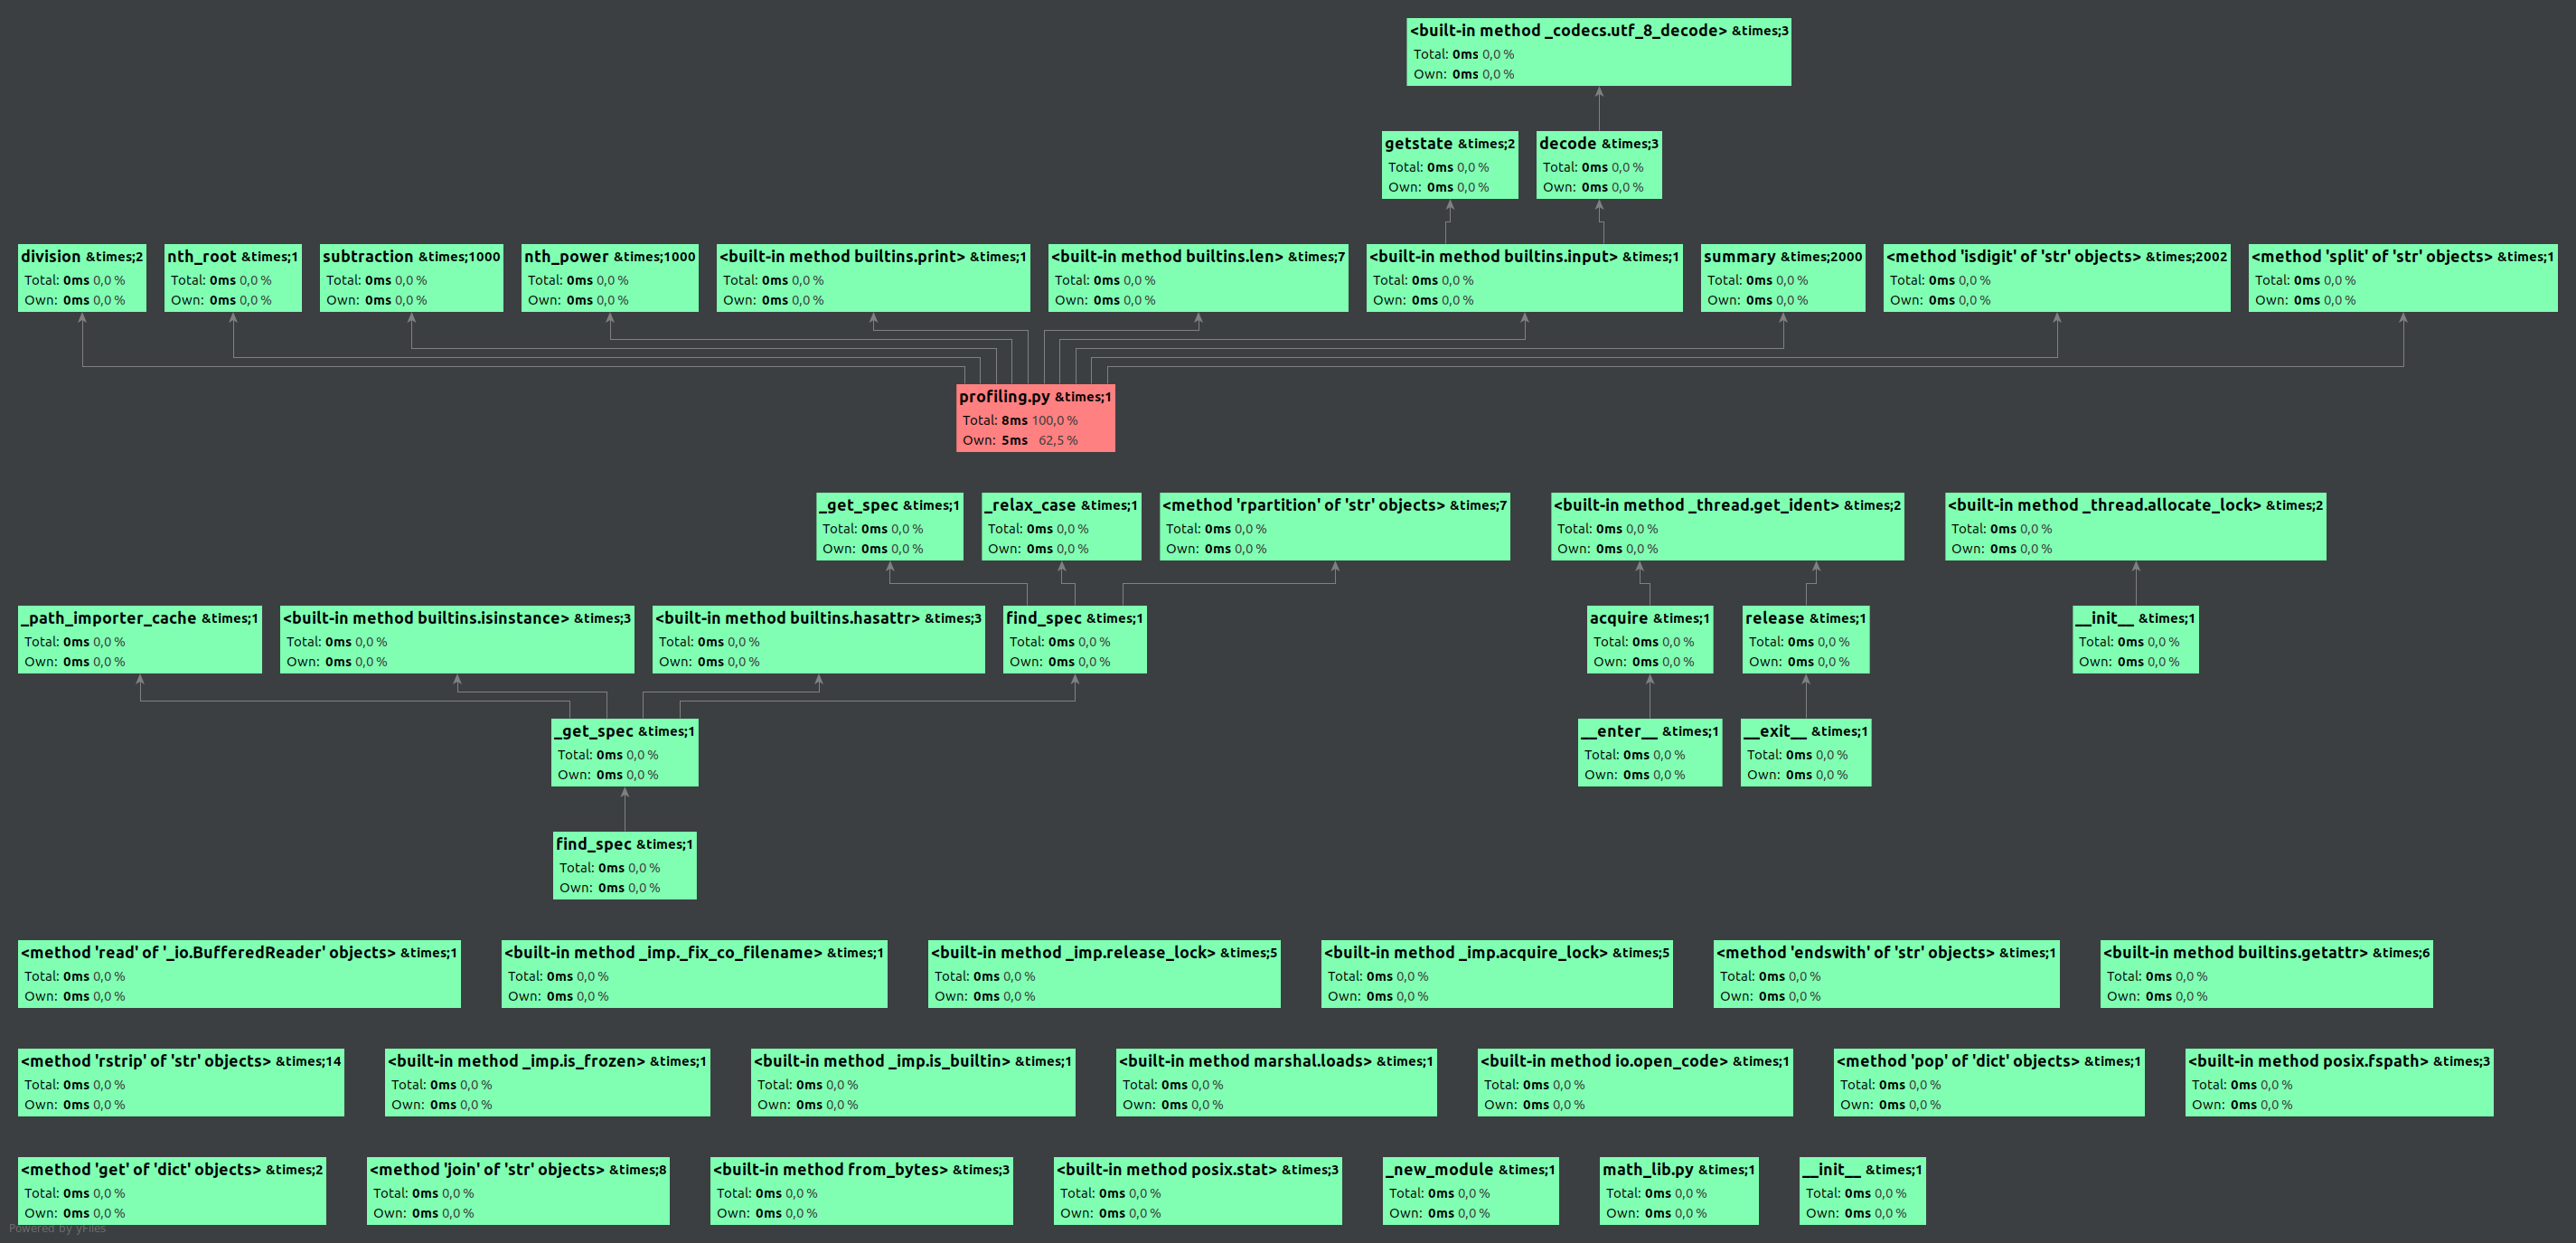 <built-in method _codecs.utf_8_decode> &times;3
Total: 0ms 0,0 %
Own: 0ms 0,0 %
getstate &times;2
Total: 0ms 0,0 %
Own: 0ms 0,0 %
decode &times;3
Total: 0ms 0,0 %
Own: 0ms 0,0 %
division &times;2
Total: 0ms 0,0 %
Own: 0ms 0,0 %
nth_root &times;1
Total: 0ms 0,0 %
Own: 0ms 0,0 %
subtraction &times;1000
Total: 0ms 0,0 %
Own: 0ms 0,0 %
nth_power &times;1000
Total: 0ms 0,0 %
Own: 0ms 0,0 %
<built-in method builtins.print> &times;1
Total: 0ms 0,0 %
Own: 0ms 0,0 %
<built-in method builtins.len> &times;7
Total: 0ms 0,0 %
Own: 0ms 0,0 %
<built-in method builtins.input> &times;1
Total: 0ms 0,0 %
Own: 0ms 0,0 %
summary &times;2000
Total: 0ms 0,0 %
Own: 0ms 0,0 %
<method 'isdigit' of 'str' objects> &times;2002
Total: 0ms 0,0 %
Own: 0ms 0,0 %
<method 'split' of 'str' objects> &times;1
Total: 0ms 0,0 %
Own: 0ms 0,0 %
profiling.py &times;1
Total: 8ms 100,0 %
Own: 5ms 62,5 %
_get_spec &times;1
Total: 0ms 0,0 %
Own: 0ms 0,0 %
_relax_case &times;1
Total: 0ms 0,0 %
Own: 0ms 0,0 %
<method 'rpartition' of 'str' objects> &times;7
Total: 0ms 0,0 %
Own: 0ms 0,0 %
<built-in method _thread.get_ident> &times;2
Total: 0ms 0,0 %
Own: 0ms 0,0 %
<built-in method _thread.allocate_lock> &times;2
Total: 0ms 0,0 %
Own: 0ms 0,0 %
_path_importer_cache &times;1
Total: 0ms 0,0 %
Own: 0ms 0,0 %
<built-in method builtins.isinstance> &times;3
Total: 0ms 0,0 %
Own: 0ms 0,0 %
<built-in method builtins.hasattr> &times;3
Total: 0ms 0,0 %
Own: 0ms 0,0 %
find_spec &times;1
Total: 0ms 0,0 %
Own: 0ms 0,0 %
acquire &times;1
Total: 0ms 0,0 %
Own: 0ms 0,0 %
release &times;1
Total: 0ms 0,0 %
Own: 0ms 0,0 %
__init__ &times;1
Total: 0ms 0,0 %
Own: 0ms 0,0 %
_get_spec &times;1
Total: 0ms 0,0 %
Own: 0ms 0,0 %
__enter__ &times;1
Total: 0ms 0,0 %
Own: 0ms 0,0 %
__exit__ &times;1
Total: 0ms 0,0 %
Own: 0ms 0,0 %
find_spec &times;1
Total: 0ms 0,0 %
Own: 0ms 0,0 %
<method 'read' of '_io.BufferedReader' objects> &times;1
Total: 0ms 0,0 %
Own: 0ms 0,0 %
<built-in method _imp._fix_co_filename> &times;1
Total: 0ms 0,0 %
Own: 0ms 0,0 %
<built-in method _imp.release_lock> &times;5
Total: 0ms 0,0 %
Own: 0ms 0,0 %
<built-in method _imp.acquire_lock> &times;5
Total: 0ms 0,0 %
Own: 0ms 0,0 %
<method 'endswith' of 'str' objects> &times;1
Total: 0ms 0,0 %
Own: 0ms 0,0 %
<built-in method builtins.getattr> &times;6
Total: 0ms 0,0 %
Own: 0ms 0,0 %
<method 'rstrip' of 'str' objects> &times;14
Total: 0ms 0,0 %
Own: 0ms 0,0 %
<built-in method _imp.is_frozen> &times;1
Total: 0ms 0,0 %
Own: 0ms 0,0 %
<built-in method _imp.is_builtin> &times;1
Total: 0ms 0,0 %
Own: 0ms 0,0 %
<built-in method marshal.loads> &times;1
Total: 0ms 0,0 %
Own: 0ms 0,0 %
<built-in method io.open_code> &times;1
Total: 0ms 0,0 %
Own: 0ms 0,0 %
<method 'pop' of 'dict' objects> &times;1
Total: 0ms 0,0 %
Own: 0ms 0,0 %
<built-in method posix.fspath> &times;3
Total: 0ms 0,0 %
Own: 0ms 0,0 %
<method 'get' of 'dict' objects> &times;2
Total: 0ms 0,0 %
Own: 0ms 0,0 %
<method 'join' of 'str' objects> &times;8
Total: 0ms 0,0 %
Own: 0ms 0,0 %
<built-in method from_bytes> &times;3
Total: 0ms 0,0 %
Own: 0ms 0,0 %
<built-in method posix.stat> &times;3
Total: 0ms 0,0 %
Own: 0ms 0,0 %
_new_module &times;1
Total: 0ms 0,0 %
Own: 0ms 0,0 %
math_lib.py &times;1
Total: 0ms 0,0 %
Own: 0ms 0,0 %
__init__ &times;1
Total: 0ms 0,0 %
Own: 0ms 0,0 %
Powered by yFiles